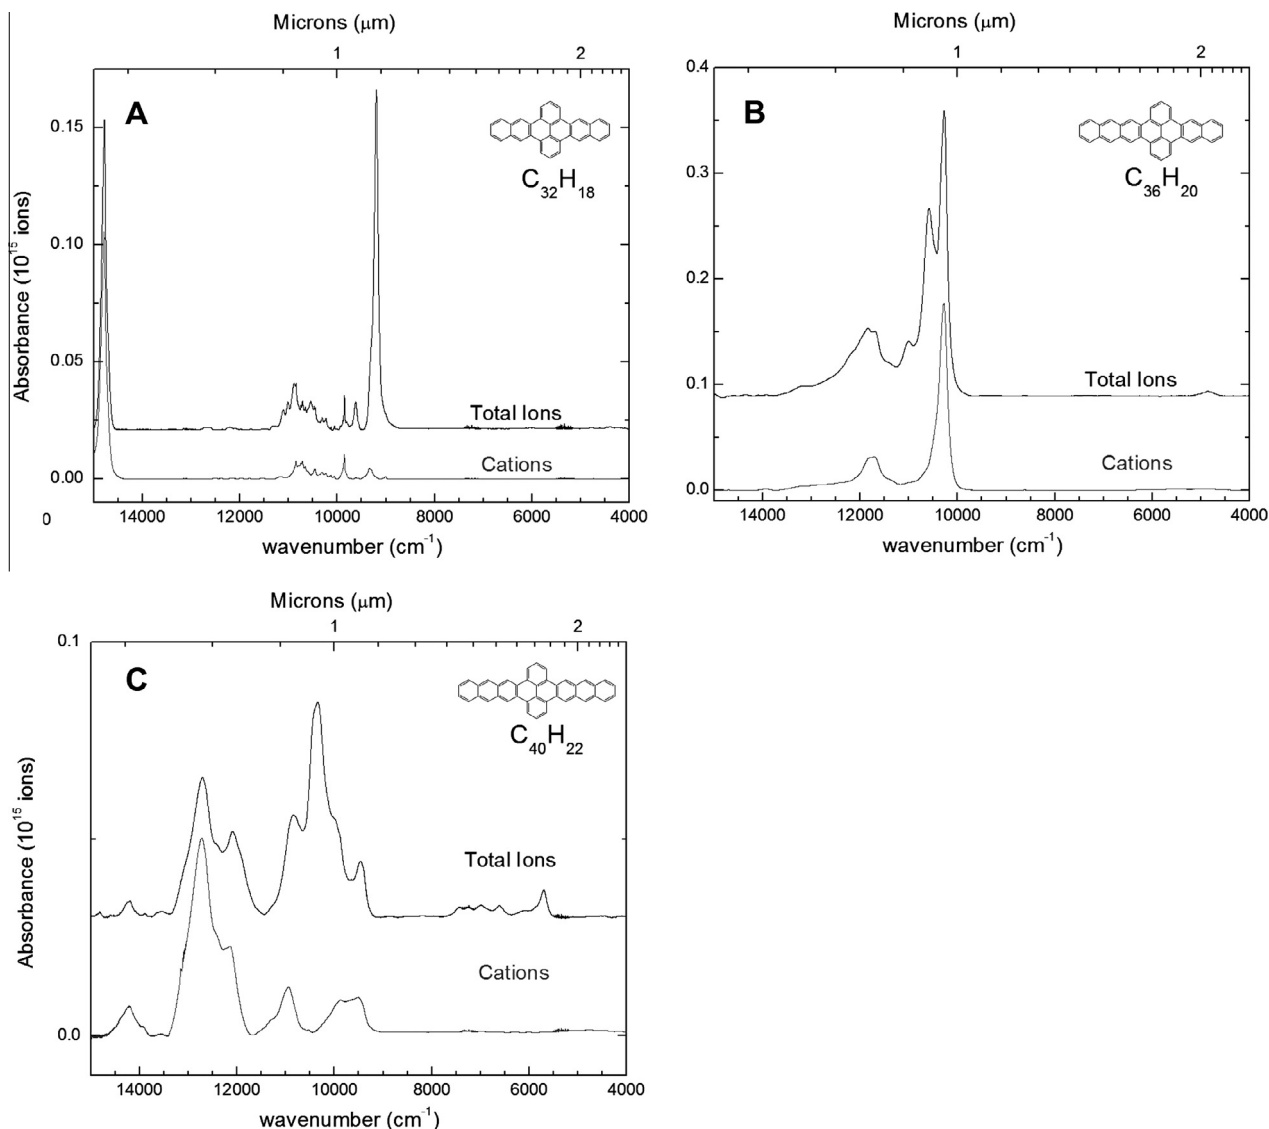 Microns (μm)
1 2
A
C32H18
0.15
0.10
0.05
0.00
Absorbance (10^15 ions)
Total Ions
Cations
0
14000 12000 10000 8000 6000 4000
wavenumber (cm^-1)
Microns (μm)
1 2
B
C36H20
0.4
0.3
0.2
0.1
0.0
Total Ions
Cations
14000 12000 10000 8000 6000 4000
wavenumber (cm^-1)
Microns (μm)
1 2
C
C40H22
0.1
0.0
Absorbance (10^15 ions)
Total Ions
Cations
14000 12000 10000 8000 6000 4000
wavenumber (cm^-1)